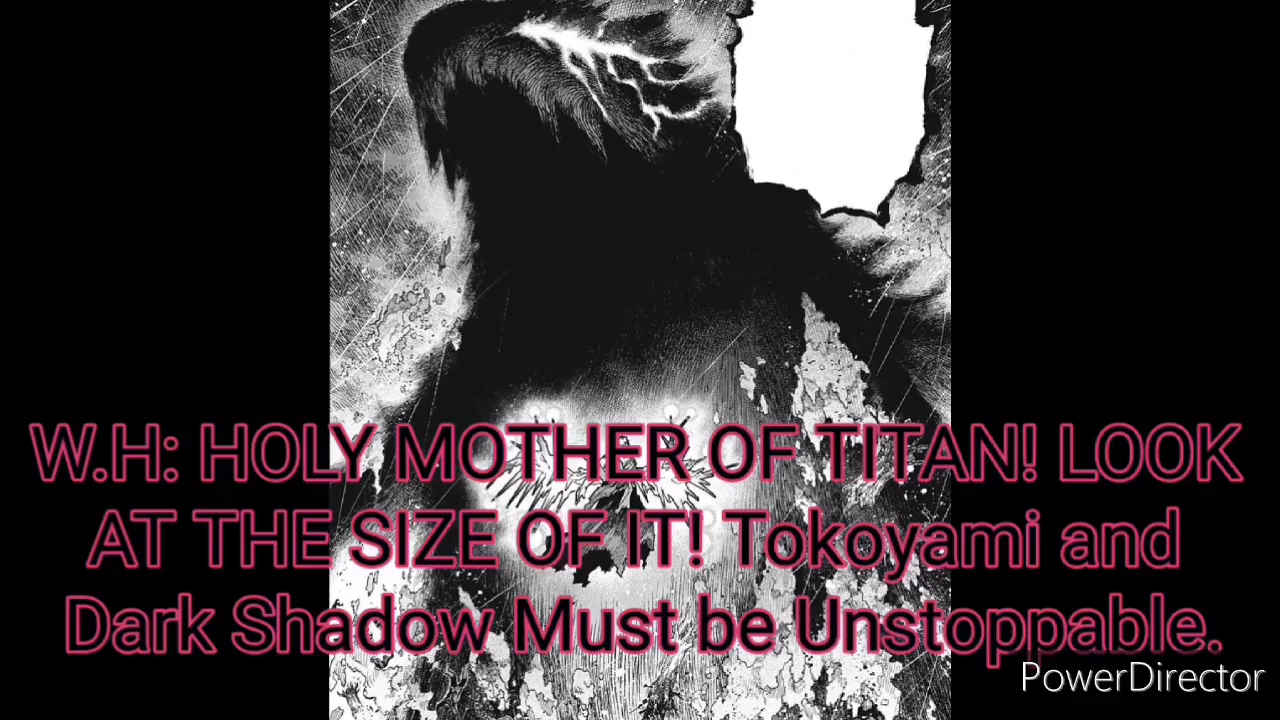 W.H: HOLY MOTHER OF TITAN! LOOK
AT THE SIZE OF IT! Tokoyami and
Dark Shadow Must be Unstoppable.
PowerDirector